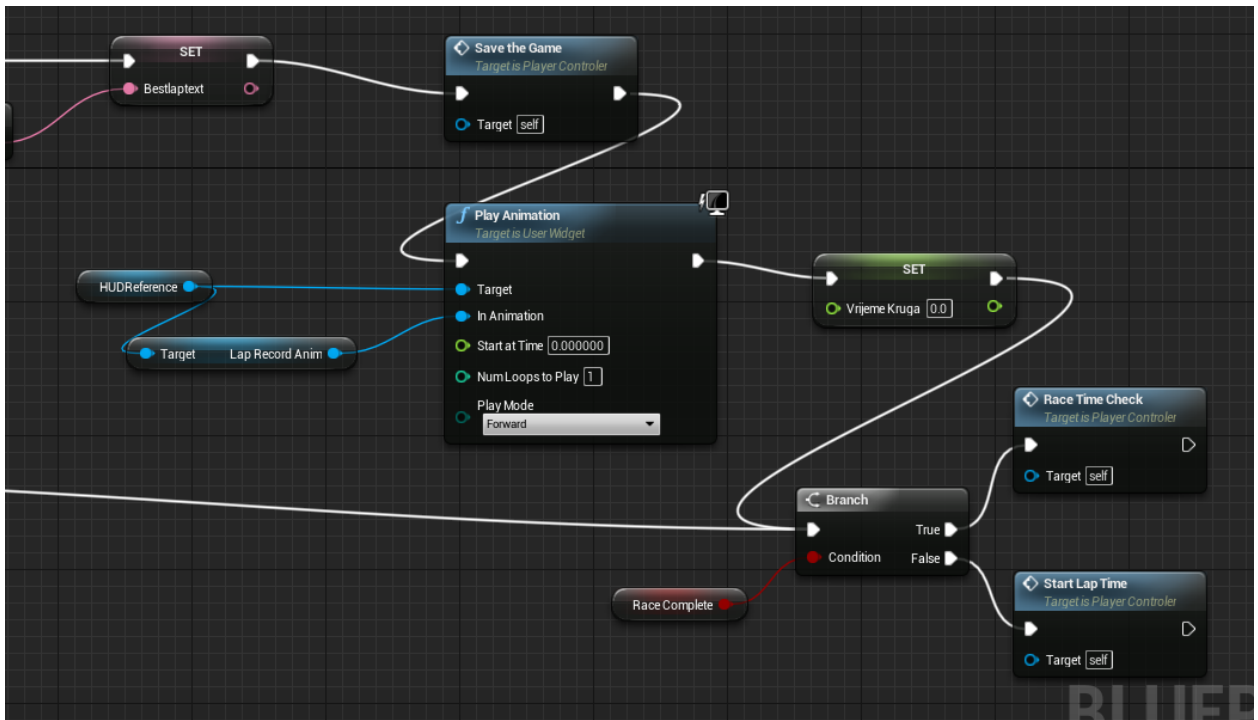 SET
Bestlaptext
Save the Game
Target is Player Controler
Target self
Play Animation
Target is User Widget
Target
In Animation
Start at Time 0.000000
Num Loops to Play 1
Play Mode
Forward
HUDReference
Target Lap Record Anim
SET
Vrijeme Kruga 0.0
Branch
True
Condition False
Race Complete
Race Time Check
Target is Player Controler
Target self
Start Lap Time
Target is Player Controler
Target self